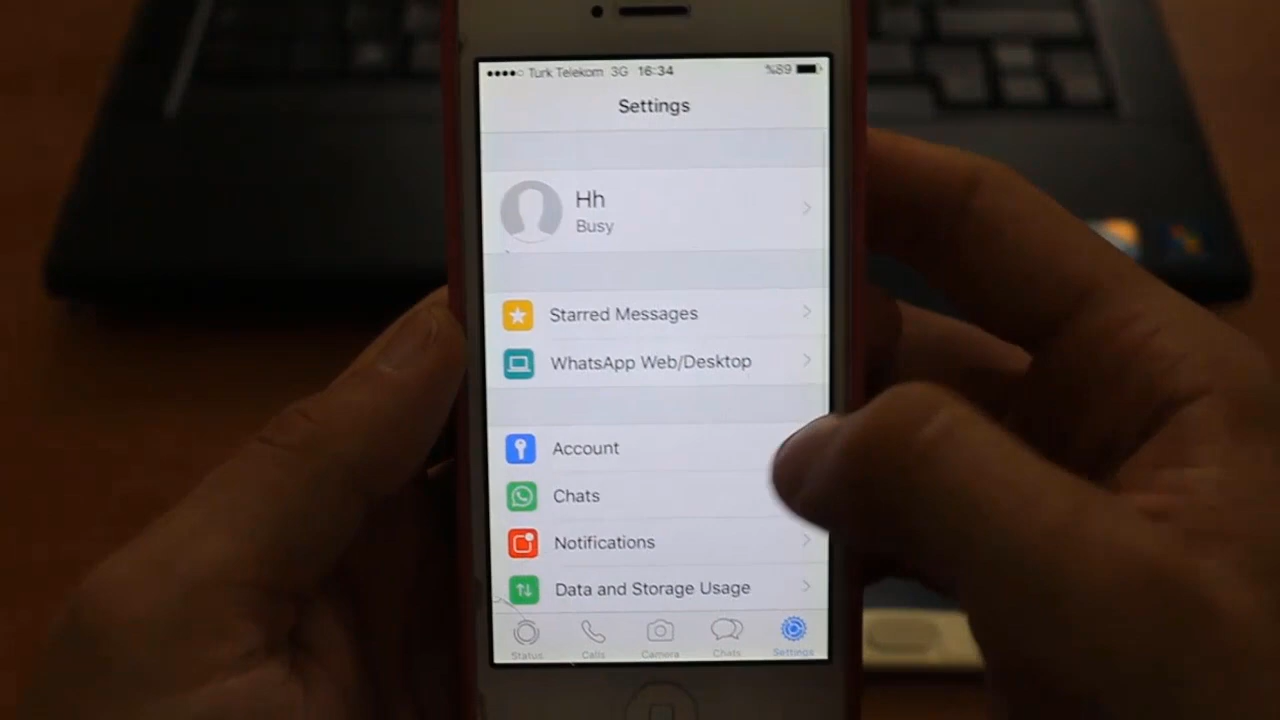 Turk Telekom 3G 16:34 %89
Settings
Hh
Busy
Starred Messages
WhatsApp Web/Desktop
Account
Chats
Notifications
Data and Storage Usage
Status Calls Camera Chats Settings